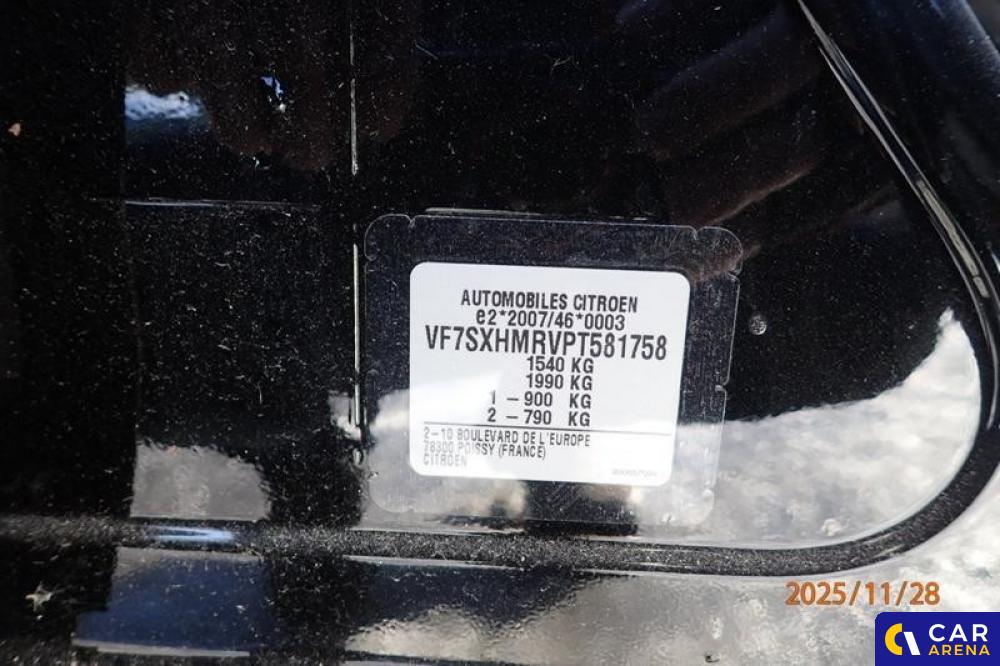 AUTOMOBILES CITROEN
e2*2007/46*0003
VF7SXHMRVPT581758
1540 KG
1990 KG
1 – 900 KG
2 – 790 KG
2–10 BOULEVARD DE L'EUROPE
78300 POISSY (FRANCE)
CITROEN
2025/11/28
CAR
ARENA